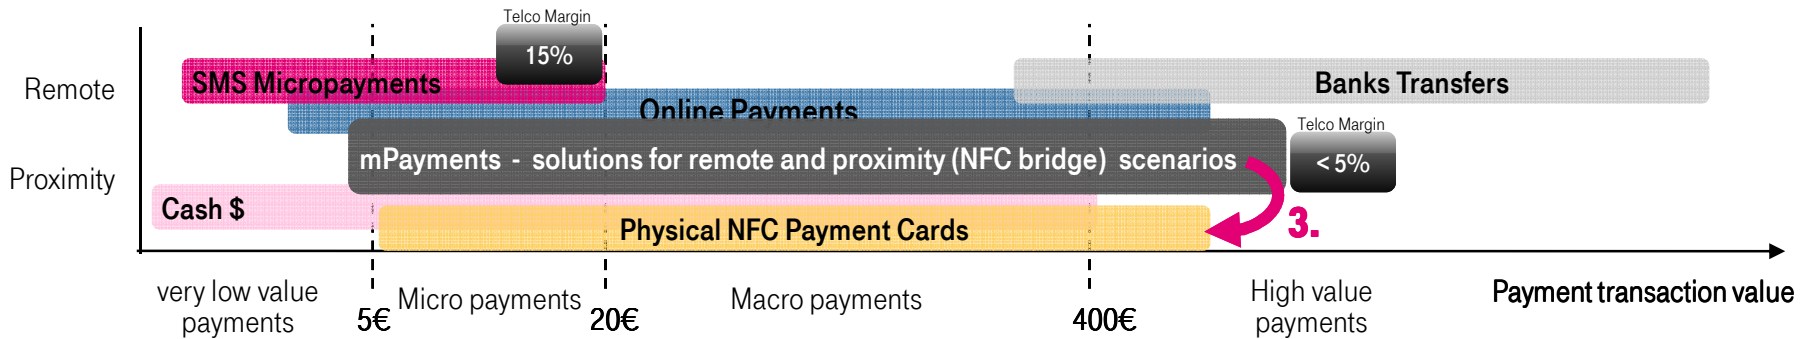 Telco Margin
15%
Remote
SMS Micropayments
Banks Transfers
Online Payments
Telco Margin
mPayments - solutions for remote and proximity (NFC bridge) scenarios
< 5%
Proximity
Cash $
Physical NFC Payment Cards
3.
very low value
payments
5€
Micro payments
20€
Macro payments
400€
High value
payments
Payment transaction value